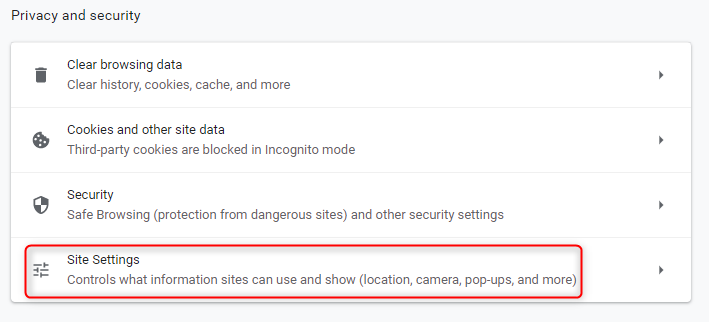 Privacy and security
Clear browsing data
Clear history, cookies, cache, and more
Cookies and other site data
Third-party cookies are blocked in Incognito mode
Security
Safe Browsing (protection from dangerous sites) and other security settings
Site Settings
Controls what information sites can use and show (location, camera, pop-ups, and more)